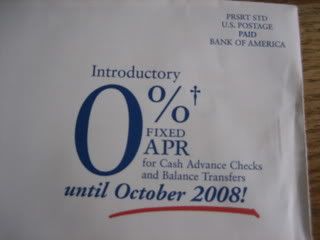 PRSRT STD
U.S. POSTAGE
PAID
BANK OF AMERICA
Introductory
0%†
FIXED
APR
for Cash Advance Checks
and Balance Transfers
until October 2008!